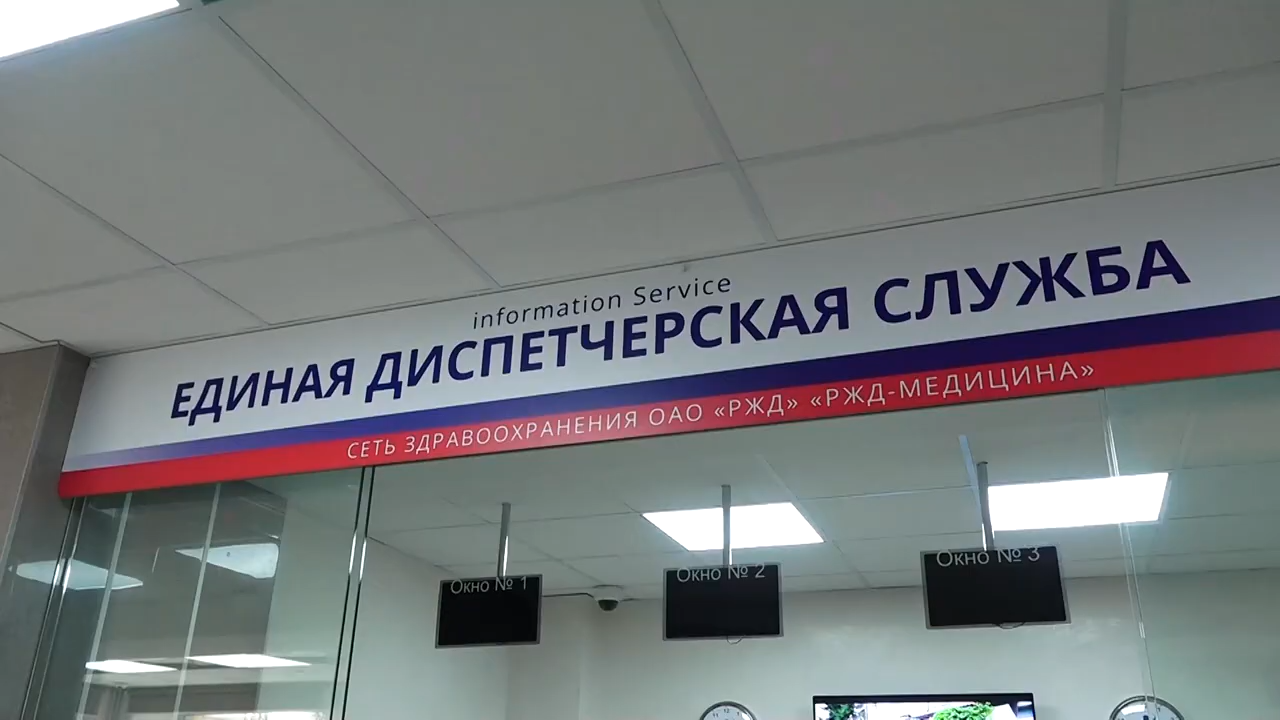 information Service
ЕДИНАЯ ДИСПЕТЧЕРСКАЯ СЛУЖБА
СЕТЬ ЗДРАВООХРАНЕНИЯ ОАО «РЖД» «РЖД-МЕДИЦИНА»
Окно № 1
Окно № 2
Окно № 3